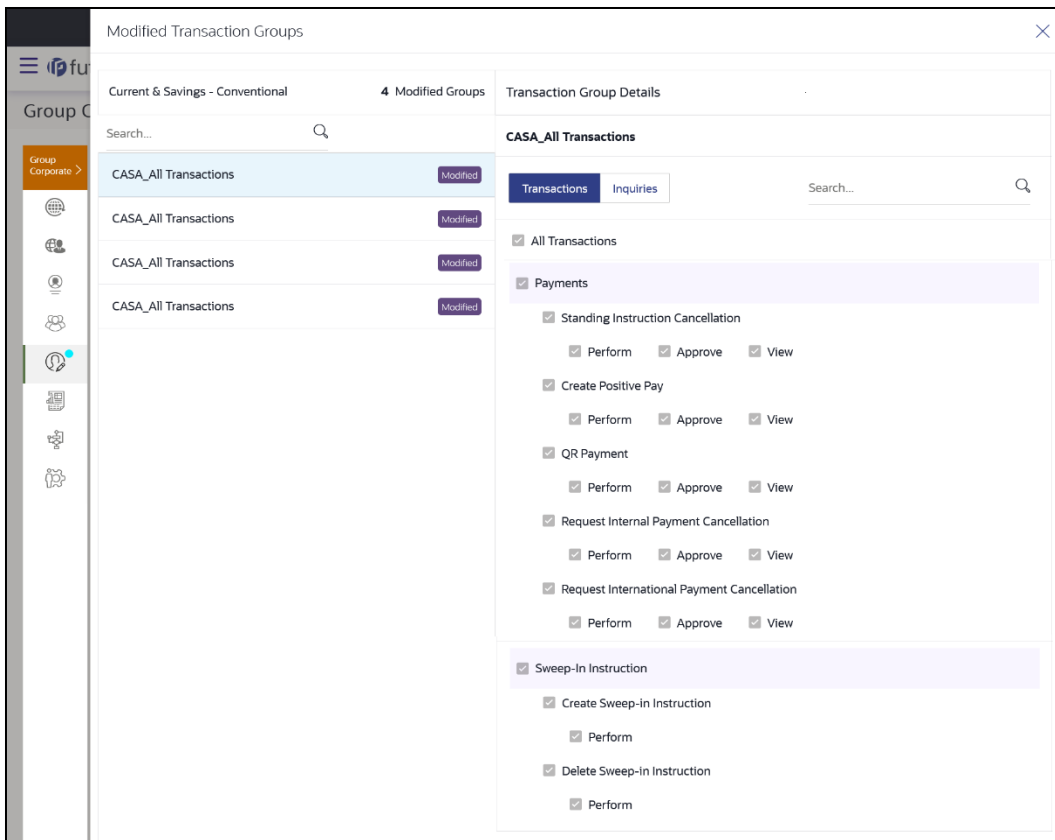 Modified Transaction Groups
fu
Group C
Group
Corporate >
Current & Savings - Conventional
4 Modified Groups
Search...
CASA_All Transactions
Modified
CASA_All Transactions
Modified
CASA_All Transactions
Modified
CASA_All Transactions
Modified
Transaction Group Details
CASA_All Transactions
Transactions Inquiries Search...
All Transactions
Payments
Standing Instruction Cancellation
Perform Approve View
Create Positive Pay
Perform Approve View
QR Payment
Perform Approve View
Request Internal Payment Cancellation
Perform Approve View
Request International Payment Cancellation
Perform Approve View
Sweep-In Instruction
Create Sweep-in Instruction
Perform
Delete Sweep-in Instruction
Perform